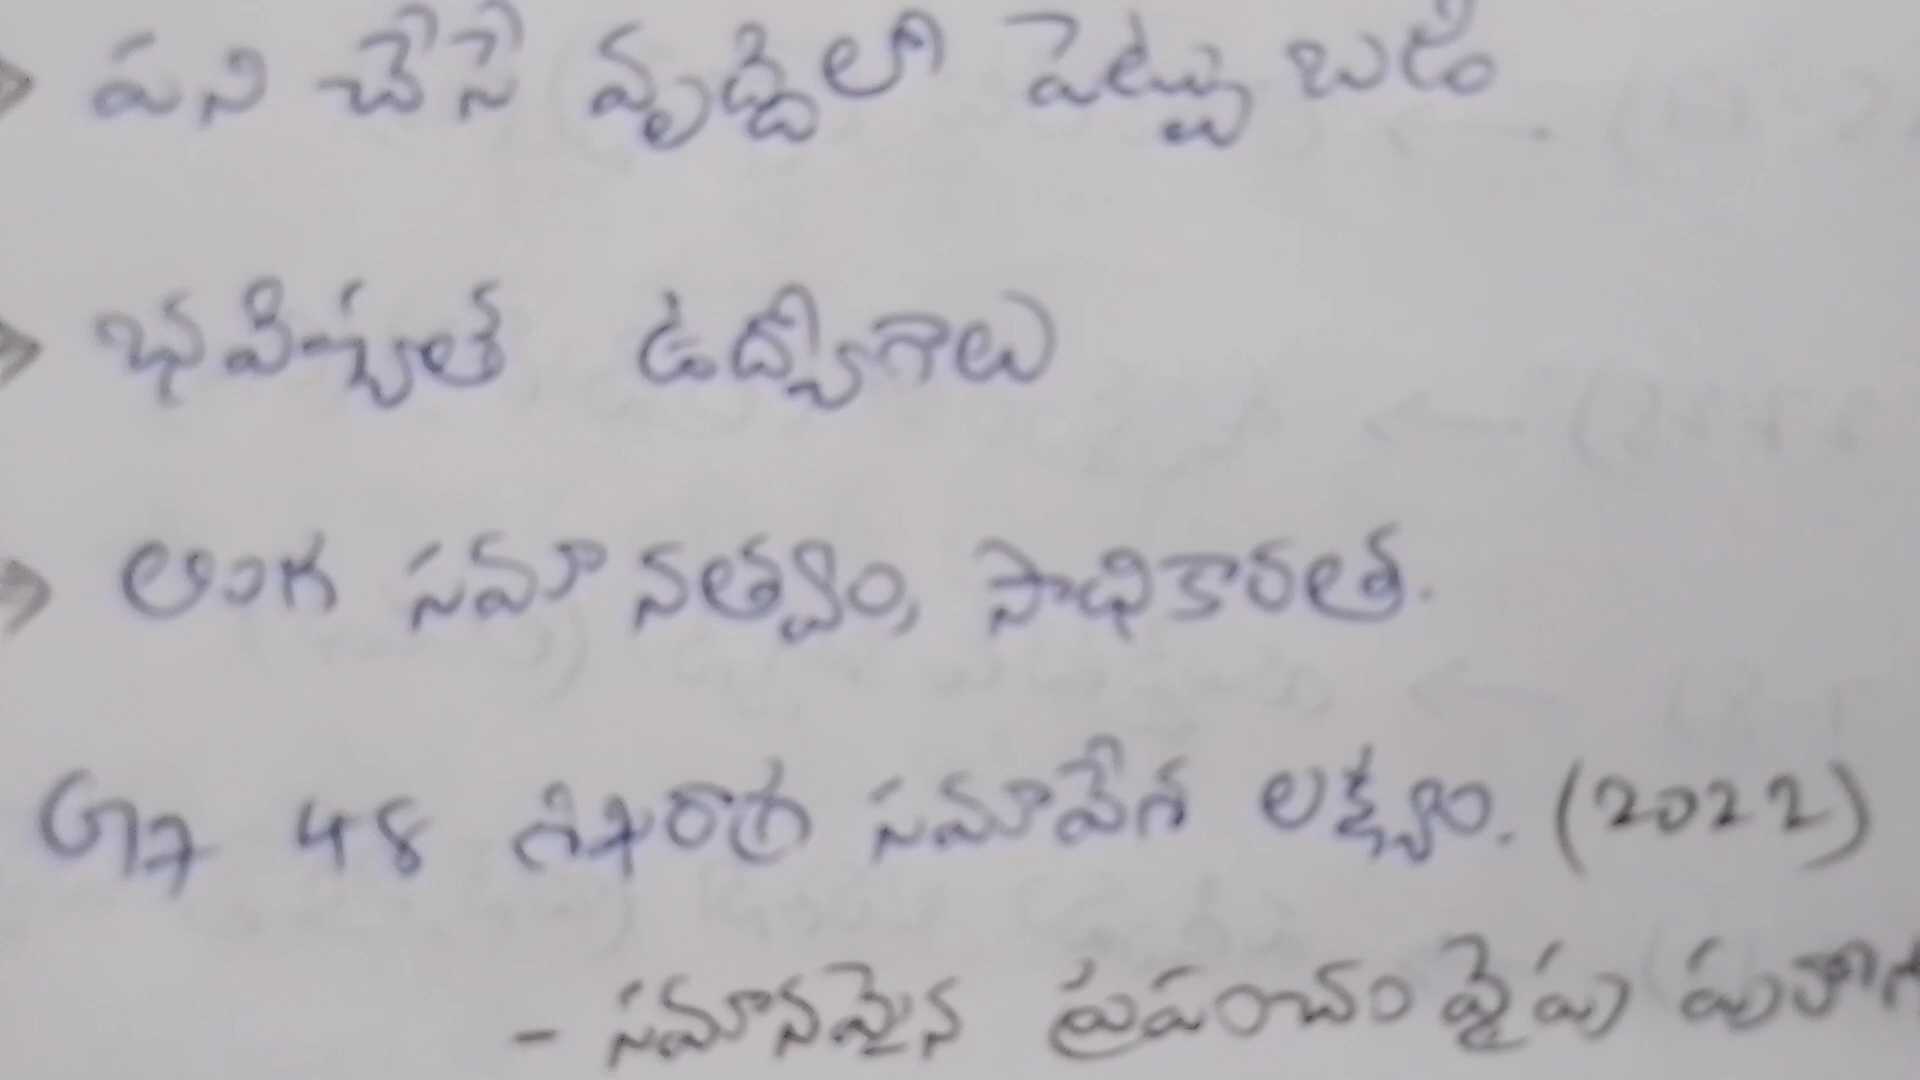 పని చేసే వృద్ధిలో పెట్టుబడి
భవిష్యత్ ఉద్యోగాలు
లింగ సమానత్వం, సాధికారత.
G7 48 శిఖరాగ్ర సమావేశ లక్ష్యం. (2022)
- సమానమైన ప్రపంచం వైపు